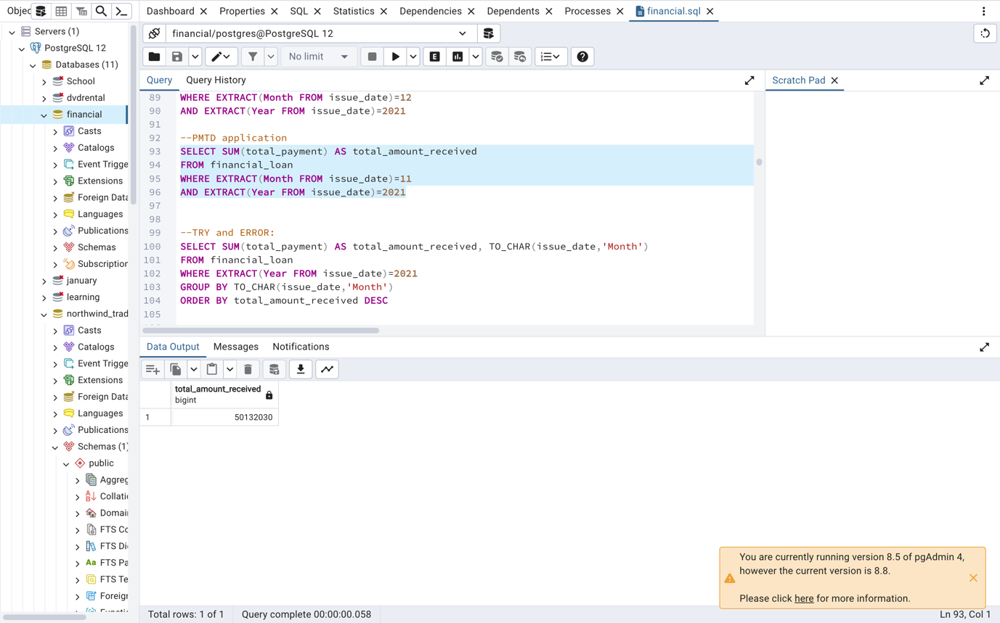 Objec
Dashboard
Properties
SQL
Statistics
Dependencies
Dependents
Processes
financial.sql
Servers (1)
PostgreSQL 12
Databases (11)
School
dvdrental
financial
Casts
Catalogs
Event Trigge
Extensions
Foreign Data
Languages
Publications
Schemas
Subscription
january
learning
northwind_trad
Casts
Catalogs
Event Trigge
Extensions
Foreign Data
Languages
Publications
Schemas (1)
public
Aggreg
Collatio
Domain
FTS Co
FTS Dic
Aa FTS Pa
FTS Te
Foreign
financial/postgres@PostgreSQL 12
No limit
E
Query
Query History
Scratch Pad
89 WHERE EXTRACT(Month FROM issue_date)=12
90 AND EXTRACT(Year FROM issue_date)=2021
91
92 --PMTD application
93 SELECT SUM(total_payment) AS total_amount_received
94 FROM financial_loan
95 WHERE EXTRACT(Month FROM issue_date)=11
96 AND EXTRACT(Year FROM issue_date)=2021
97
98
99 --TRY and ERROR:
100 SELECT SUM(total_payment) AS total_amount_received, TO_CHAR(issue_date,'Month')
101 FROM financial_loan
102 WHERE EXTRACT(Year FROM issue_date)=2021
103 GROUP BY TO_CHAR(issue_date,'Month')
104 ORDER BY total_amount_received DESC
105
Data Output
Messages
Notifications
total_amount_received
bigint
1 50132030
You are currently running version 8.5 of pgAdmin 4,
however the current version is 8.8.
Please click here for more information.
Total rows: 1 of 1
Query complete 00:00:00.058
Ln 93, Col 1